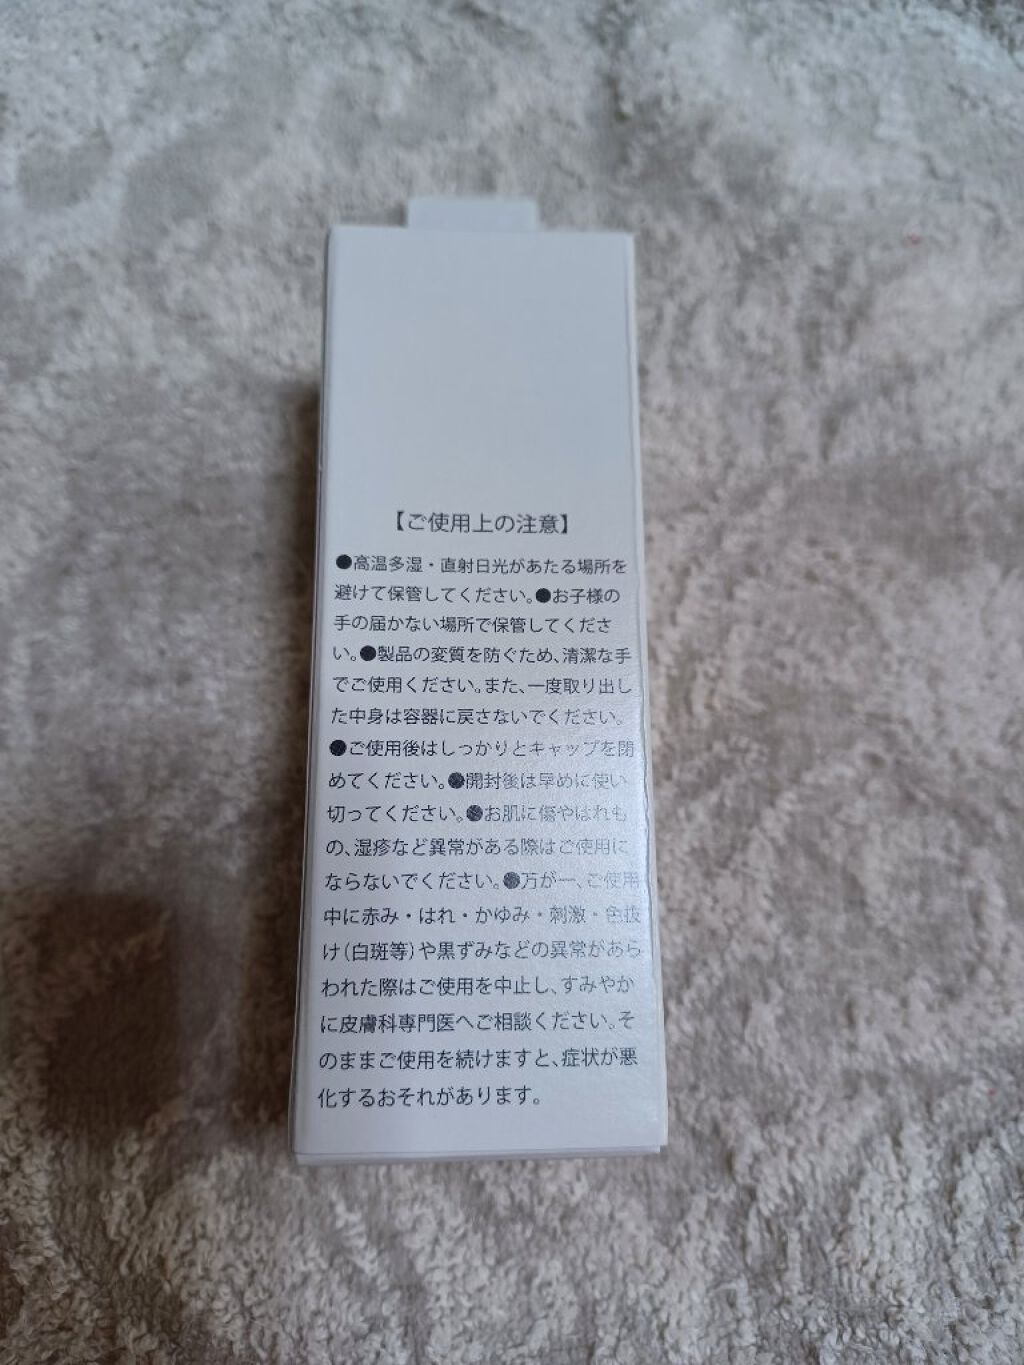 【ご使用上の注意】
●高温多湿・直射日光があたる場所を
避けて保管してください。●お子様の
手の届かない場所で保管してくださ
い。●製品の変質を防ぐため、清潔な手
でご使用ください。また、一度取り出し
た中身は容器に戻さないでください。
●ご使用後はしっかりとキャップを閉
めてください。●開封後は早めに使い
切ってください。●お肌に傷やはれも
の、湿疹など異常がある際はご使用に
ならないでください。●万が一、ご使用
中に赤み・はれ・かゆみ・刺激・色抜
け(白斑等)や黒ずみなどの異常があら
われた際はご使用を中止し、すみやか
に皮膚科専門医へご相談ください。そ
のままご使用を続けますと、症状が悪
化するおそれがあります。